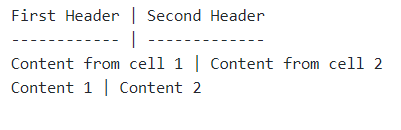 First Header | Second Header
------------ | -------------
Content from cell 1 | Content from cell 2
Content 1 | Content 2